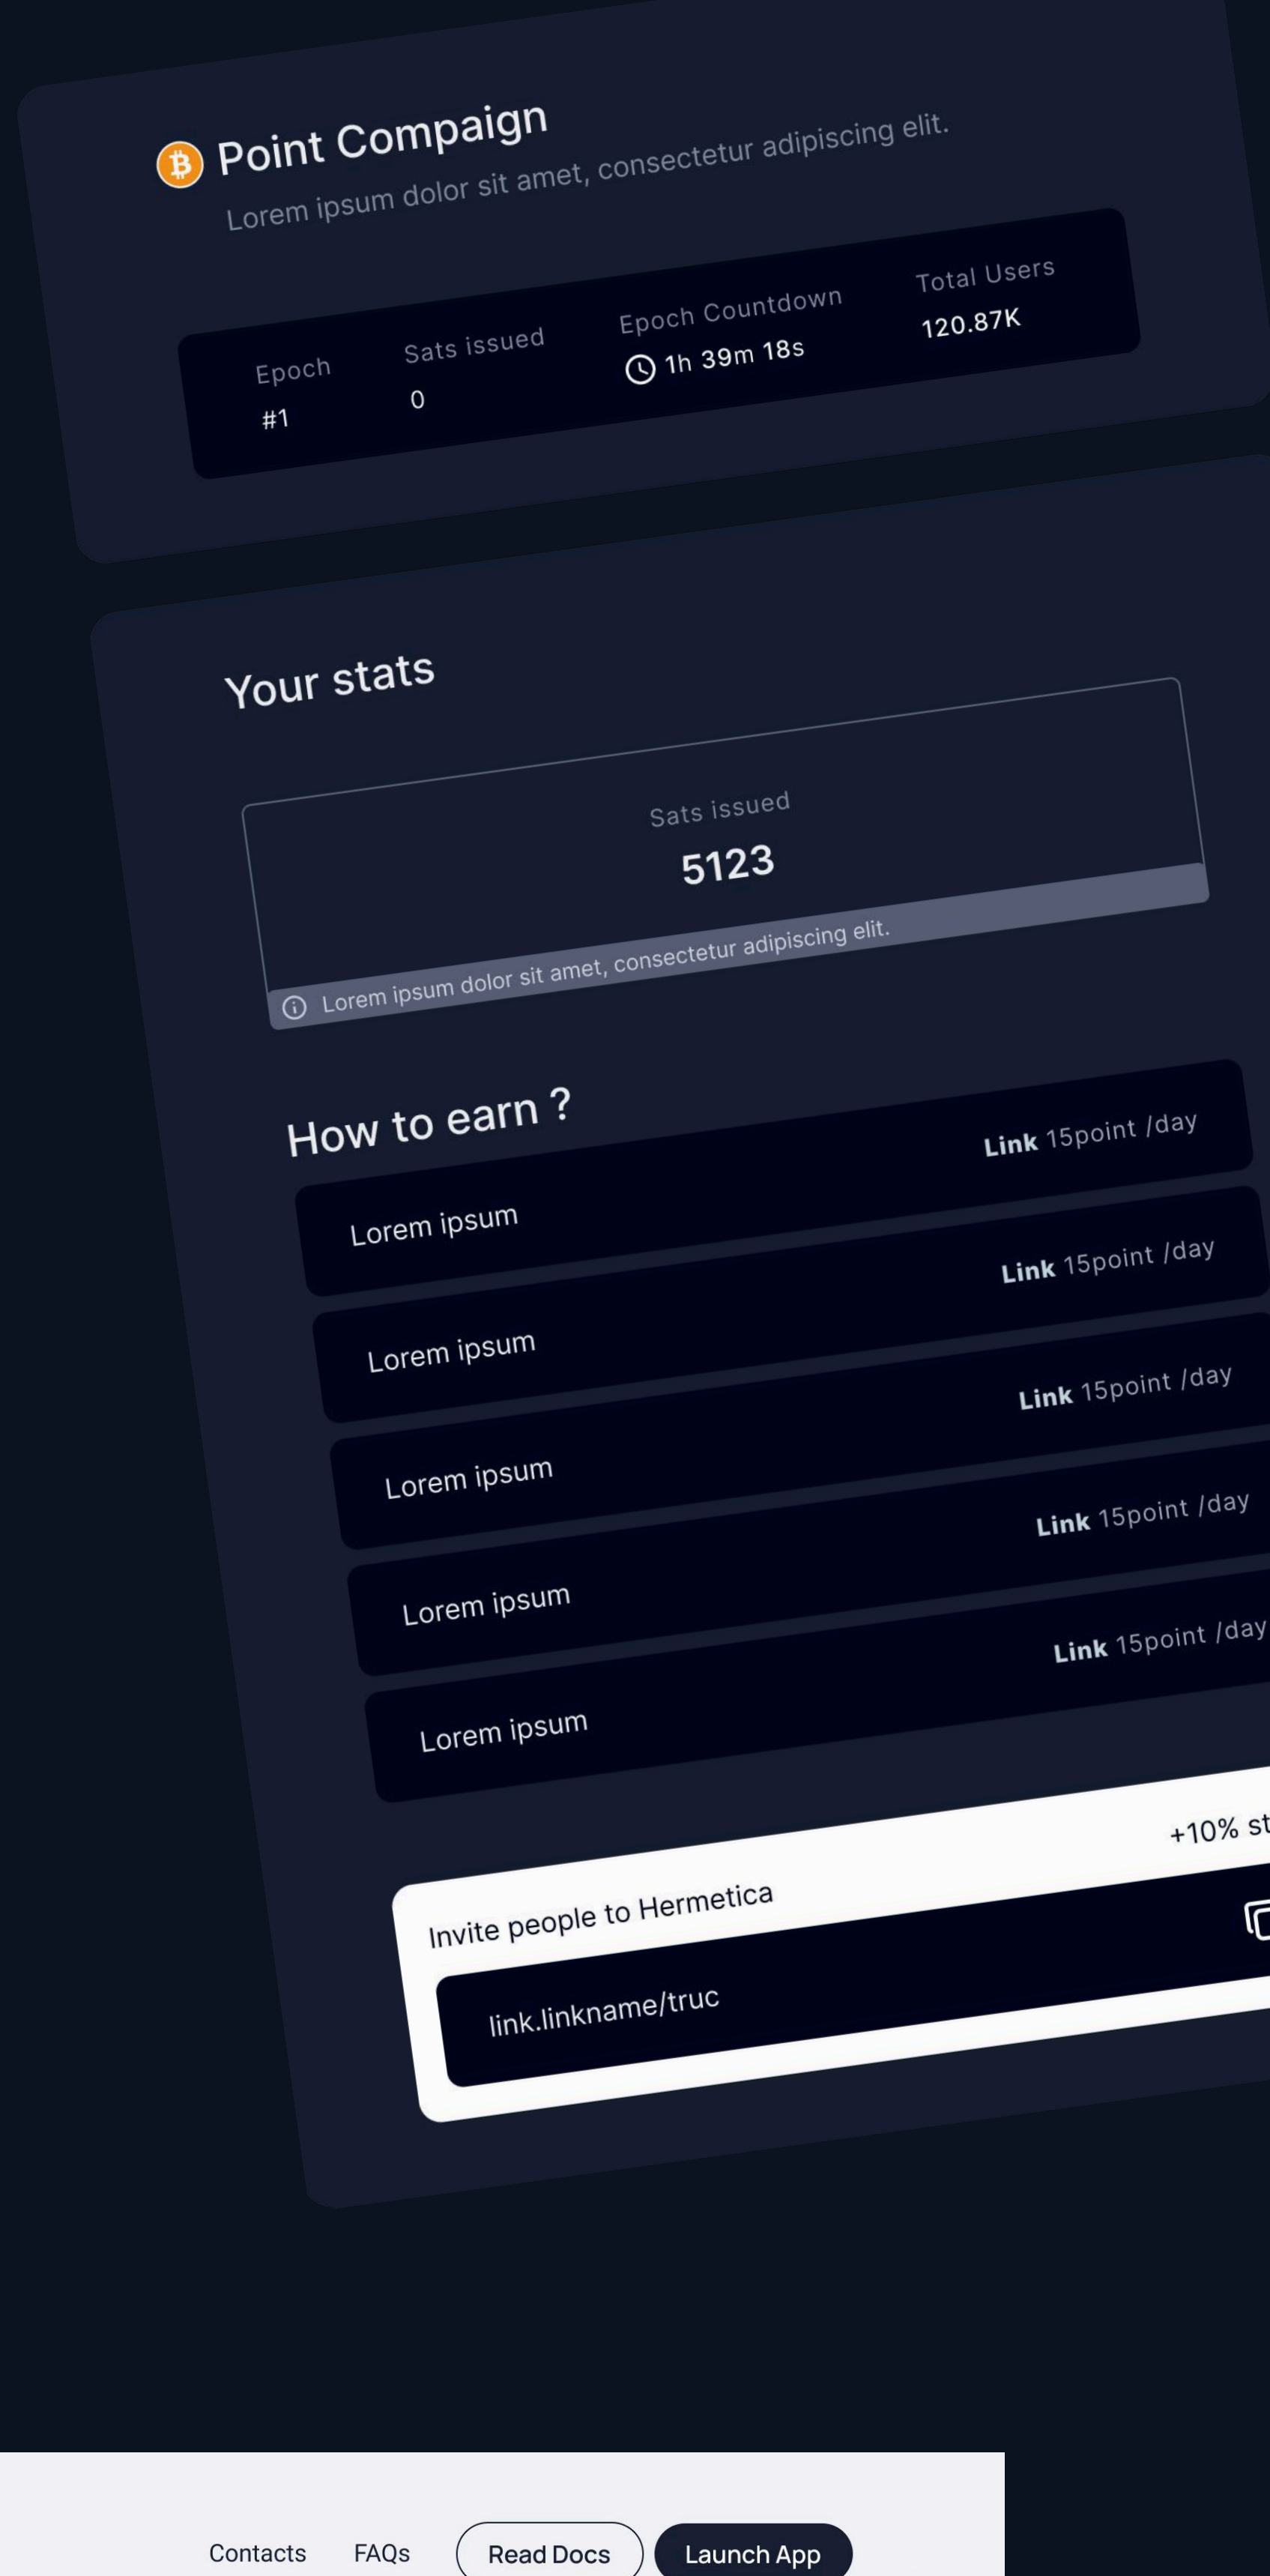 Point Compaign
Lorem ipsum dolor sit amet, consectetur adipiscing elit.
Epoch
#1
Sats issued
0
Epoch Countdown
1h 39m 18s
Total Users
120.87K
Your stats
Sats issued
5123
Lorem ipsum dolor sit amet, consectetur adipiscing elit.
How to earn ?
Lorem ipsum Link 15point /day
Lorem ipsum Link 15point /day
Lorem ipsum Link 15point /day
Lorem ipsum Link 15point /day
Lorem ipsum Link 15point /day
Invite people to Hermetica +10%
link.linkname/truc
Contacts FAQs Read Docs Launch App